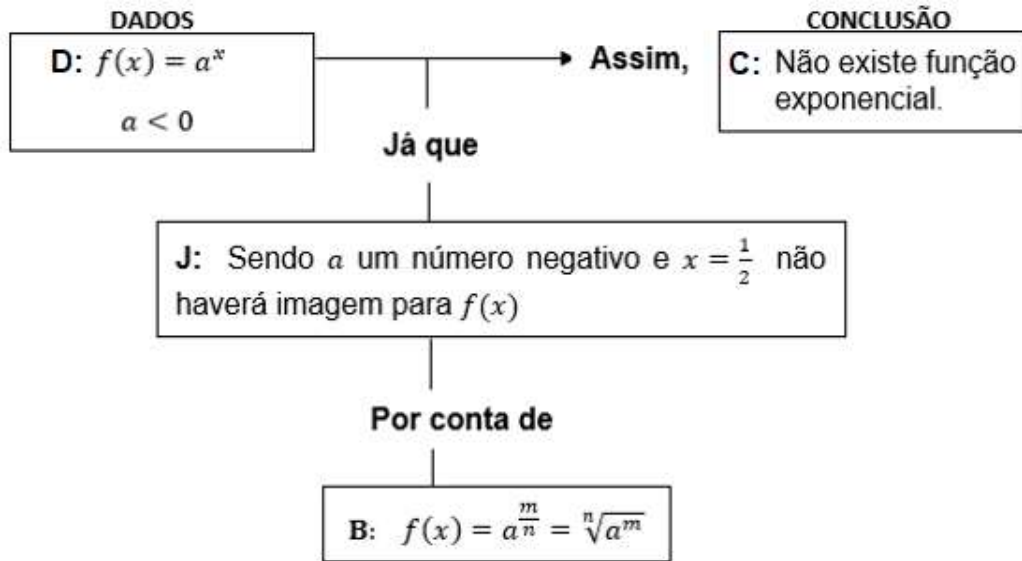 DADOS
D: f(x) = a^x
a < 0
Assim,
CONCLUSÃO
C: Não existe função
exponencial.
Já que
J: Sendo a um número negativo e x = 1/2 não
haverá imagem para f(x)
Por conta de
B: f(x) = a^(m/n) = ⁿ√(a^m)